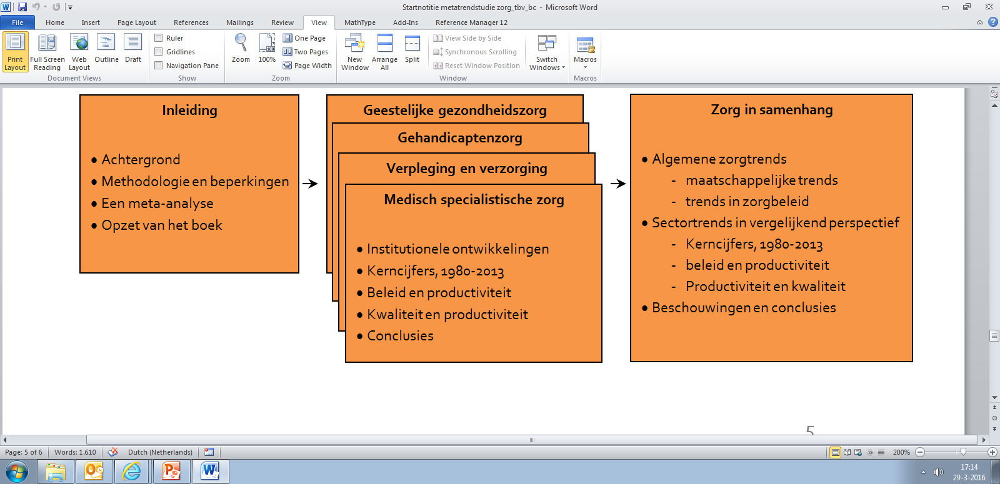 Startnotitie metatrendstudie zorg_tbv_bc - Microsoft Word
File Home Insert Page Layout References Mailings Review View MathType Add-Ins Reference Manager 12
Print Layout
Full Screen Reading
Web Layout
Outline
Draft
Document Views
Ruler
Gridlines
Navigation Pane
Show
Zoom
100%
One Page
Two Pages
Page Width
Zoom
New Window
Arrange All
Split
View Side by Side
Synchronous Scrolling
Reset Window Position
Window
Switch Windows
Macros
Macros
Inleiding
• Achtergrond
• Methodologie en beperkingen
• Een meta-analyse
• Opzet van het boek
Geestelijke gezondheidszorg
Gehandicaptenzorg
Verpleging en verzorging
Medisch specialistische zorg
• Institutionele ontwikkelingen
• Kerncijfers, 1980-2013
• Beleid en productiviteit
• Kwaliteit en productiviteit
• Conclusies
Zorg in samenhang
• Algemene zorgtrends
- maatschappelijke trends
- trends in zorgbeleid
• Sectortrends in vergelijkend perspectief
- Kerncijfers, 1980-2013
- beleid en productiviteit
- Productiviteit en kwaliteit
• Beschouwingen en conclusies
5
Page: 5 of 6 Words: 1.610 Dutch (Netherlands) 200%
17:14
29-3-2016